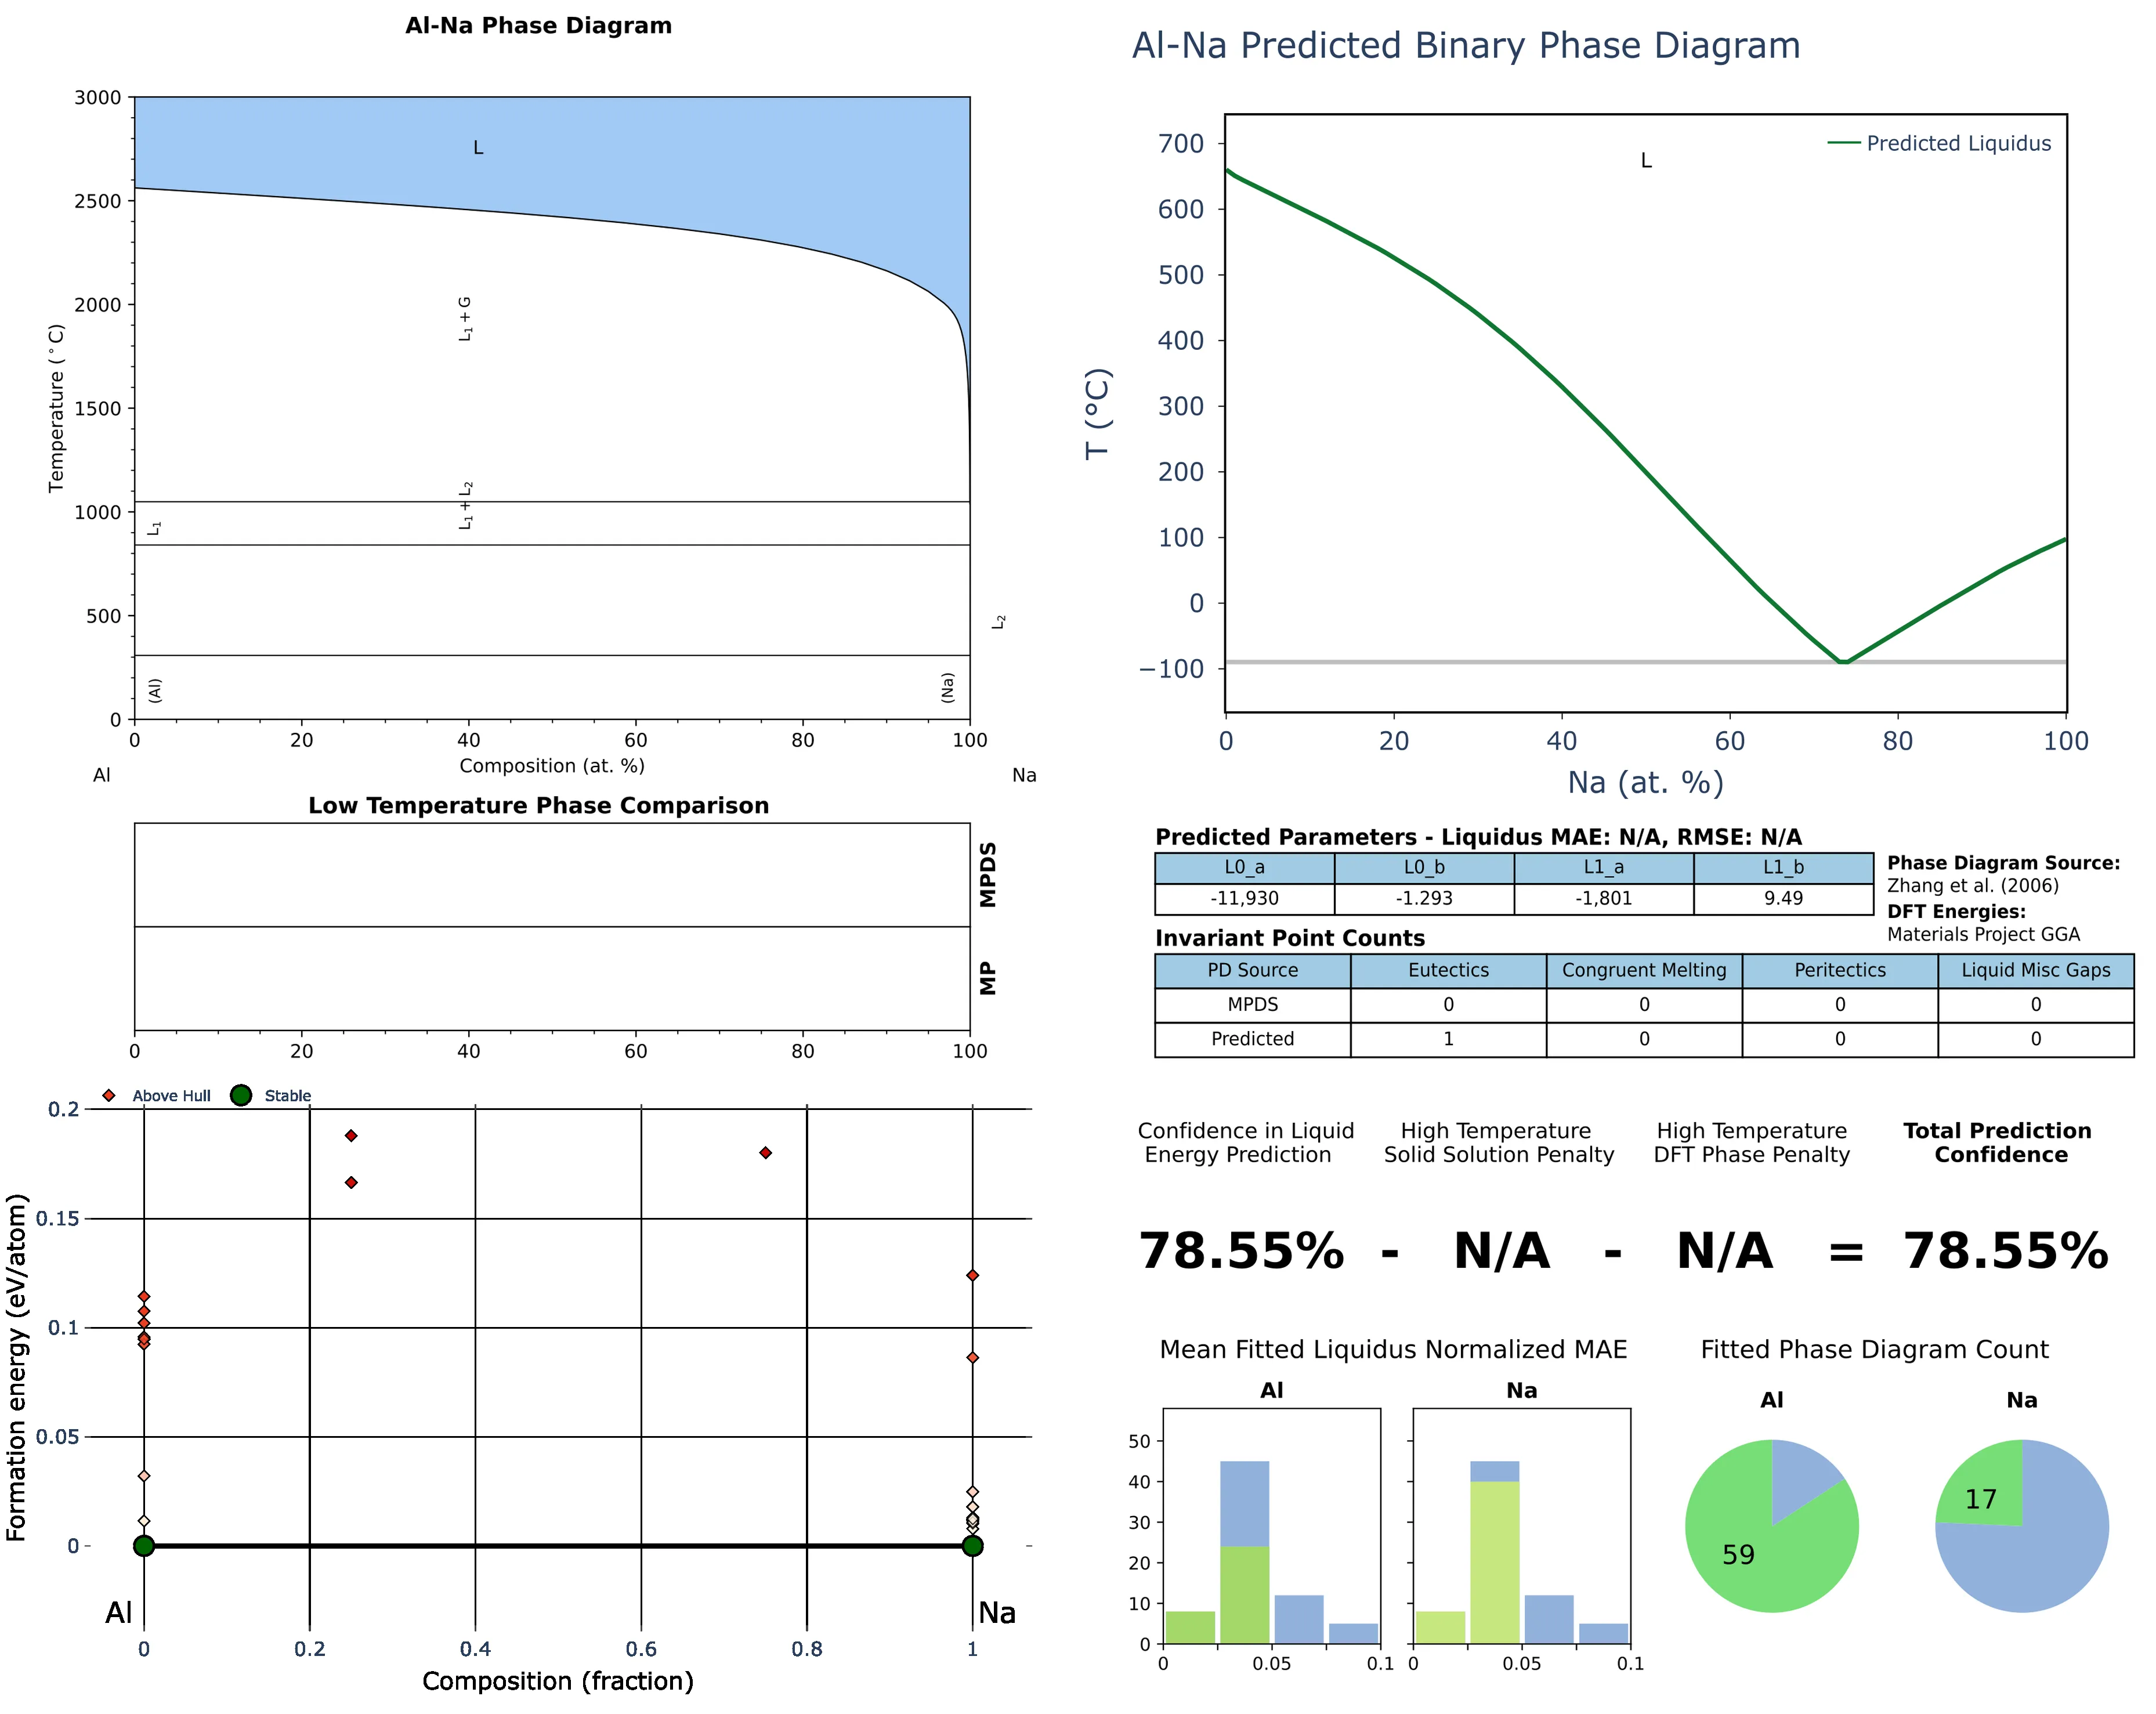 Al-Na Phase Diagram
3000
2500
2000
1500
1000
500
0
Temperature (°C)
L
L₁ + G
L₁ + L₂
L₁
L₂
(Al)
(Na)
0 20 40 60 80 100
Composition (at. %)
Al
Na
Low Temperature Phase Comparison
MPDS
MP
0 20 40 60 80 100
Above Hull
Stable
0.2
0.15
0.1
0.05
0
Formation energy (eV/atom)
Al
Na
0 0.2 0.4 0.6 0.8 1
Composition (fraction)
Al-Na Predicted Binary Phase Diagram
700
600
500
400
300
200
100
0
−100
T (°C)
L
Predicted Liquidus
0 20 40 60 80 100
Na (at. %)
Predicted Parameters - Liquidus MAE: N/A, RMSE: N/A
L0_a L0_b L1_a L1_b
-11,930 -1.293 -1,801 9.49
Phase Diagram Source:
Zhang et al. (2006)
DFT Energies:
Materials Project GGA
Invariant Point Counts
PD Source Eutectics Congruent Melting Peritectics Liquid Misc Gaps
MPDS 0 0 0 0
Predicted 1 0 0 0
Confidence in Liquid
Energy Prediction
High Temperature
Solid Solution Penalty
High Temperature
DFT Phase Penalty
Total Prediction
Confidence
78.55% - N/A - N/A = 78.55%
Mean Fitted Liquidus Normalized MAE
Al
Na
50
40
30
20
10
0
0 0.05 0.1
0 0.05 0.1
Fitted Phase Diagram Count
Al
Na
59
17